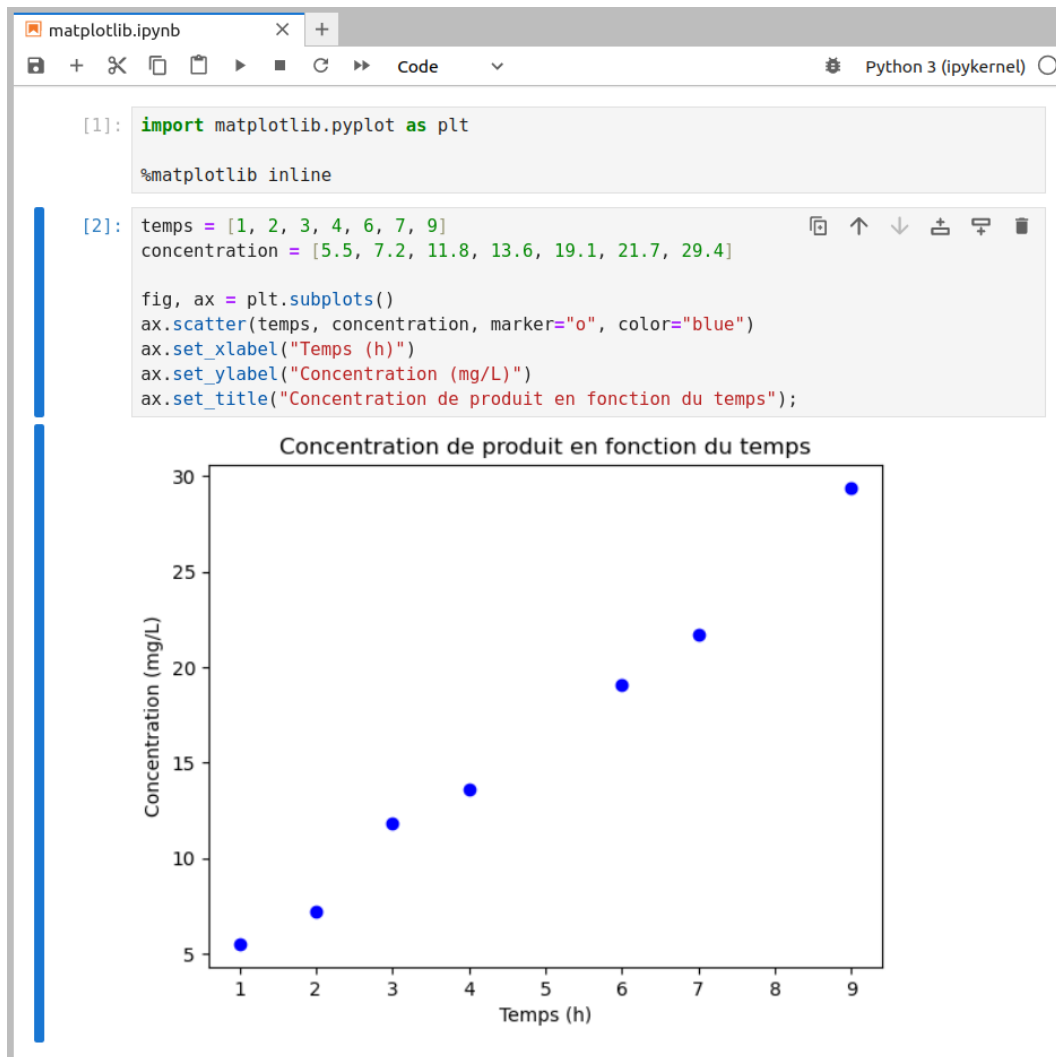 matplotlib.ipynb
Code
Python 3 (ipykernel)
[1]: import matplotlib.pyplot as plt
%matplotlib inline
[2]: temps = [1, 2, 3, 4, 6, 7, 9]
concentration = [5.5, 7.2, 11.8, 13.6, 19.1, 21.7, 29.4]
fig, ax = plt.subplots()
ax.scatter(temps, concentration, marker="o", color="blue")
ax.set_xlabel("Temps (h)")
ax.set_ylabel("Concentration (mg/L)")
ax.set_title("Concentration de produit en fonction du temps");
Concentration de produit en fonction du temps
30
25
20
15
10
5
Concentration (mg/L)
1 2 3 4 5 6 7 8 9
Temps (h)